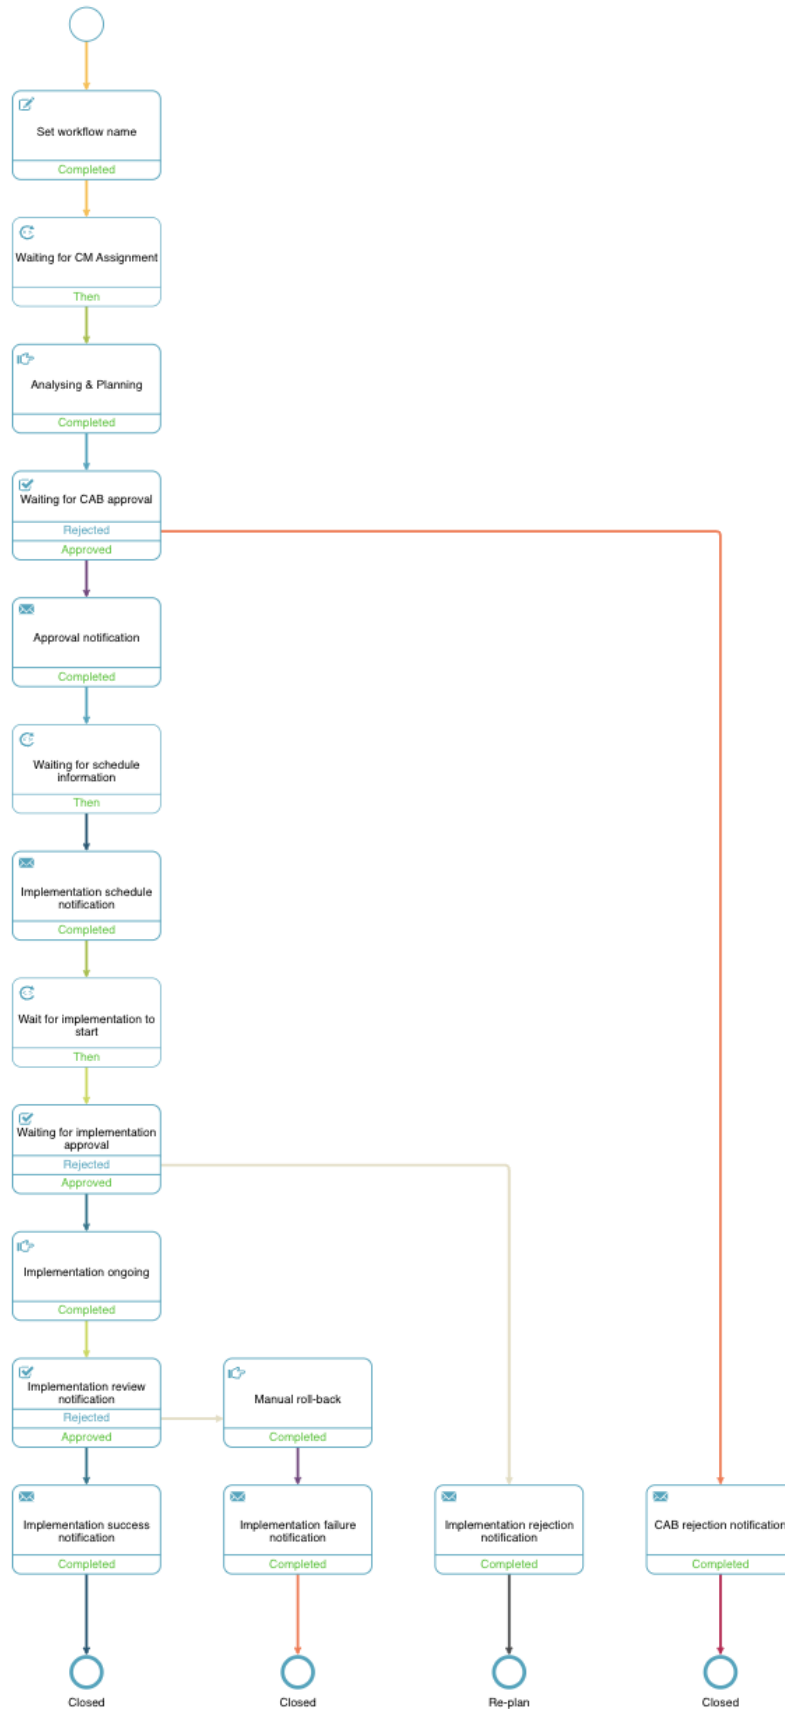 Set workflow name
Completed
Waiting for CM Assignment
Then
Analysing & Planning
Completed
Waiting for CAB approval
Rejected
Approved
Approval notification
Completed
Waiting for schedule
information
Then
Implementation schedule
notification
Completed
Wait for implementation to
start
Then
Waiting for implementation
approval
Rejected
Approved
Implementation ongoing
Completed
Implementation review
notification
Rejected
Approved
Manual roll-back
Completed
Implementation success
notification
Completed
Implementation failure
notification
Completed
Implementation rejection
notification
Completed
CAB rejection notification
Completed
Closed
Closed
Re-plan
Closed